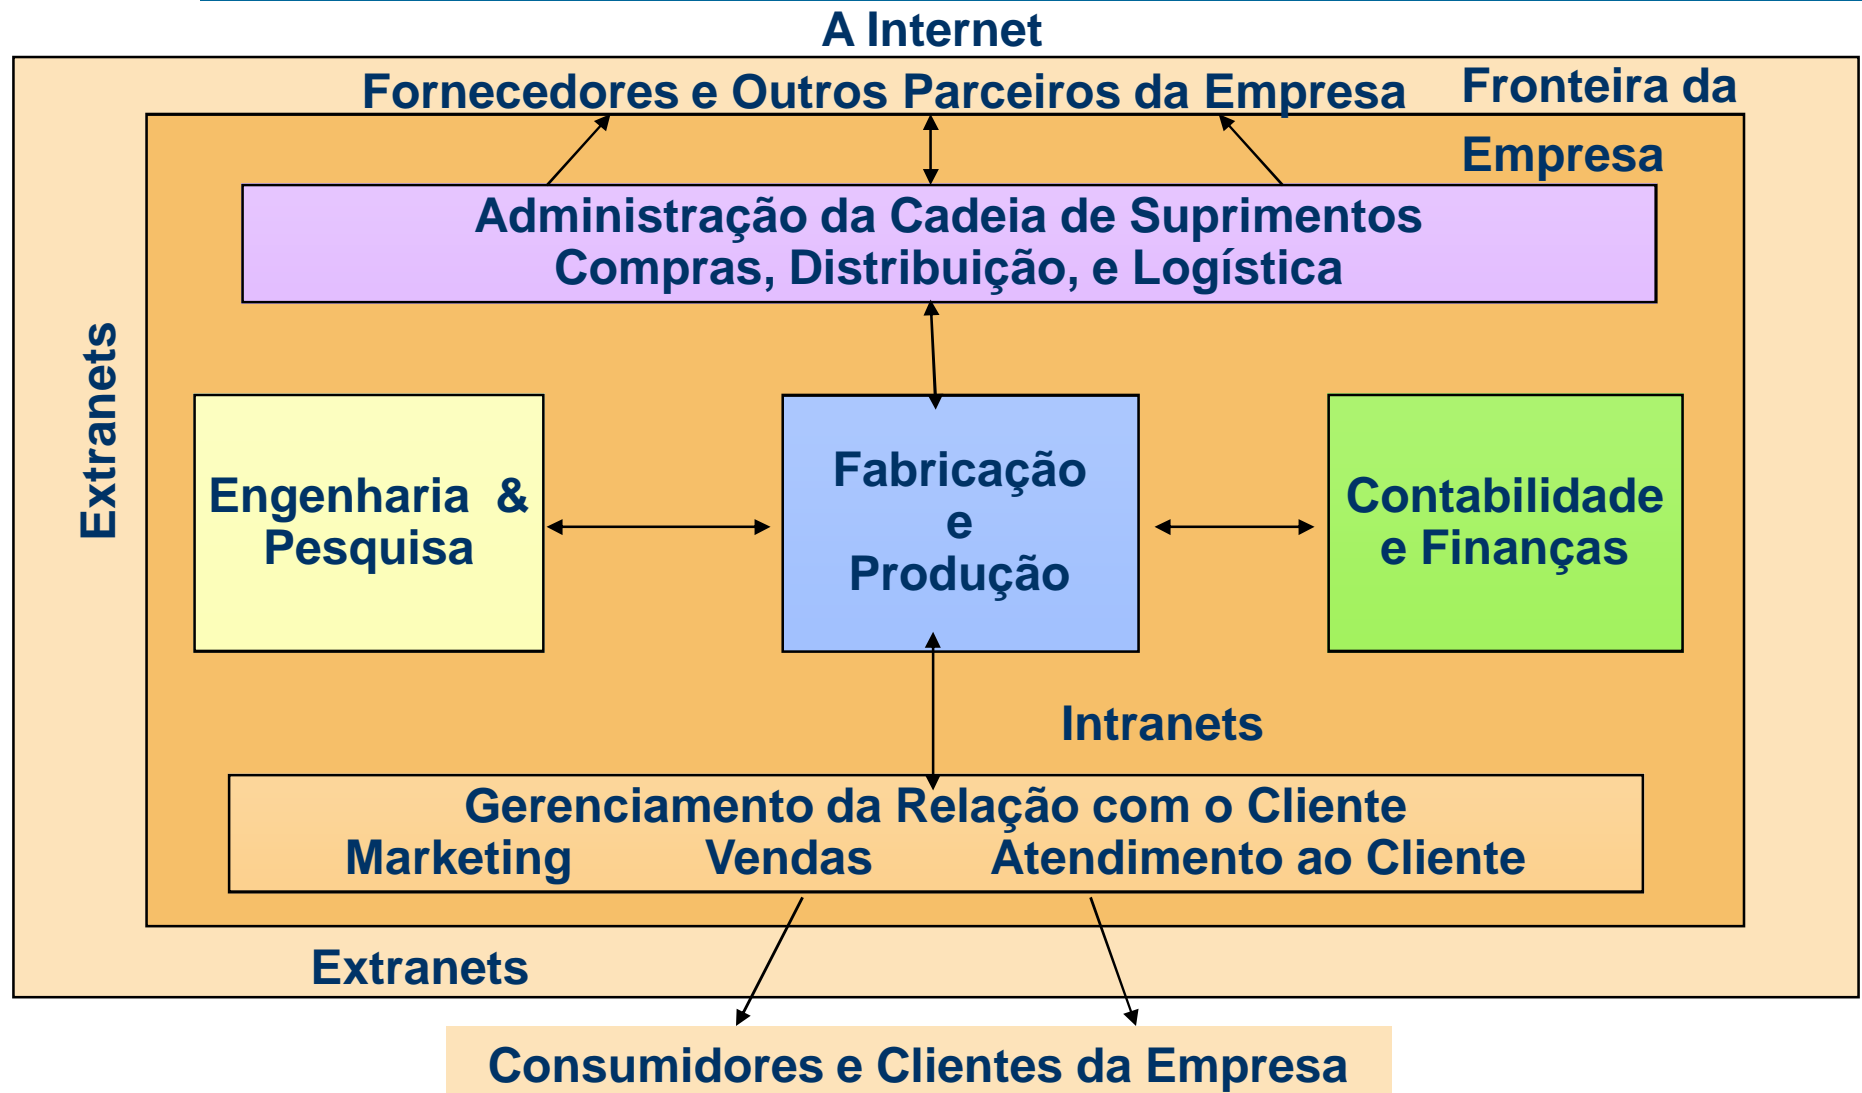 A Internet
Fornecedores e Outros Parceiros da Empresa
Fronteira da
Empresa
Administração da Cadeia de Suprimentos
Compras, Distribuição, e Logística
Extranets
Engenharia &
Pesquisa
Fabricação
e
Produção
Contabilidade
e Finanças
Intranets
Gerenciamento da Relação com o Cliente
Marketing Vendas Atendimento ao Cliente
Extranets
Consumidores e Clientes da Empresa